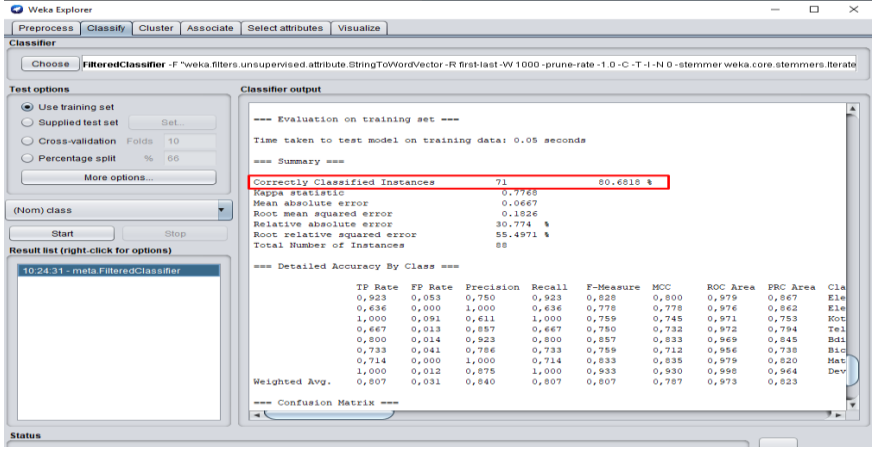 Weka Explorer
Preprocess Classify Cluster Associate Select attributes Visualize
Classifier
Choose FilteredClassifier -F "weka.filters.unsupervised.attribute.StringToWordVector -R first-last -W 1000 -prune-rate -1.0 -C -T -I -N 0 -stemmer weka.core.stemmers.Iterate
Test options
Use training set
Supplied test set Set...
Cross-validation Folds 10
Percentage split % 66
More options...
(Nom) class
Start Stop
Result list (right-click for options)
10:24:31 - meta.FilteredClassifier
Classifier output
=== Evaluation on training set ===
Time taken to test model on training data: 0.05 seconds
=== Summary ===
Correctly Classified Instances 71 80.6818 %
Kappa statistic 0.7768
Mean absolute error 0.0667
Root mean squared error 0.1826
Relative absolute error 30.774 %
Root relative squared error 55.4971 %
Total Number of Instances 88
=== Detailed Accuracy By Class ===
TP Rate FP Rate Precision Recall F-Measure MCC ROC Area PRC Area Cla
0,923 0,053 0,750 0,923 0,828 0,800 0,979 0,867 Ele
0,636 0,000 1,000 0,636 0,778 0,778 0,976 0,862 Ele
1,000 0,091 0,611 1,000 0,759 0,745 0,971 0,753 Kot
0,667 0,013 0,857 0,667 0,750 0,732 0,972 0,794 Tel
0,800 0,014 0,923 0,800 0,857 0,833 0,969 0,845 Bdi
0,733 0,041 0,786 0,733 0,759 0,712 0,956 0,738 Bic
0,714 0,000 1,000 0,714 0,833 0,835 0,979 0,820 Mat
1,000 0,012 0,875 1,000 0,933 0,930 0,998 0,964 Dev
Weighted Avg. 0,807 0,031 0,840 0,807 0,807 0,787 0,973 0,823
=== Confusion Matrix ===
Status